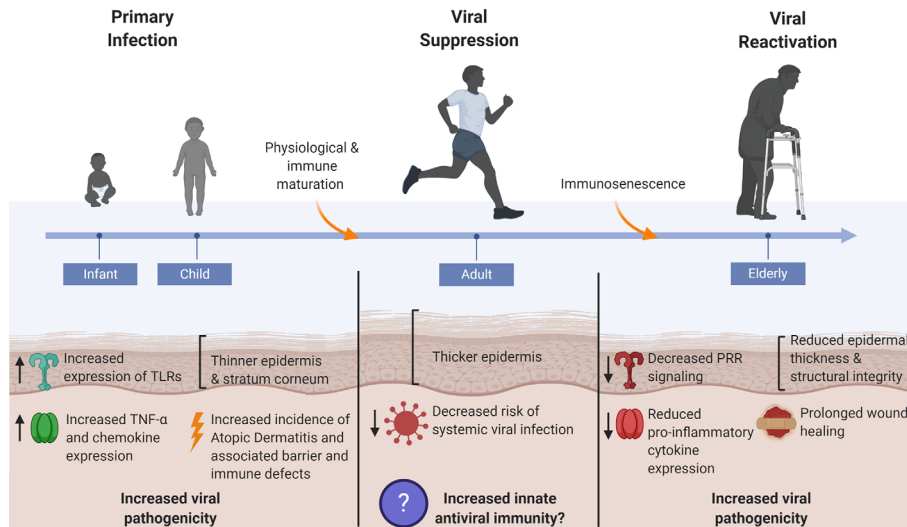 Primary
Infection
Viral
Suppression
Viral
Reactivation
Physiological &
immune
maturation
Immunosenescence
Infant
Child
Adult
Elderly
Increased
expression of TLRs
Thinner epidermis
& stratum corneum
Increased TNF-α
and chemokine
expression
Increased incidence of
Atopic Dermatitis and
associated barrier and
immune defects
Increased viral
pathogenicity
Thicker epidermis
Decreased risk of
systemic viral infection
?
Increased innate
antiviral immunity?
Decreased PRR
signaling
Reduced epidermal
thickness &
structural integrity
Reduced
pro-inflammatory
cytokine
expression
Prolonged wound
healing
Increased viral
pathogenicity